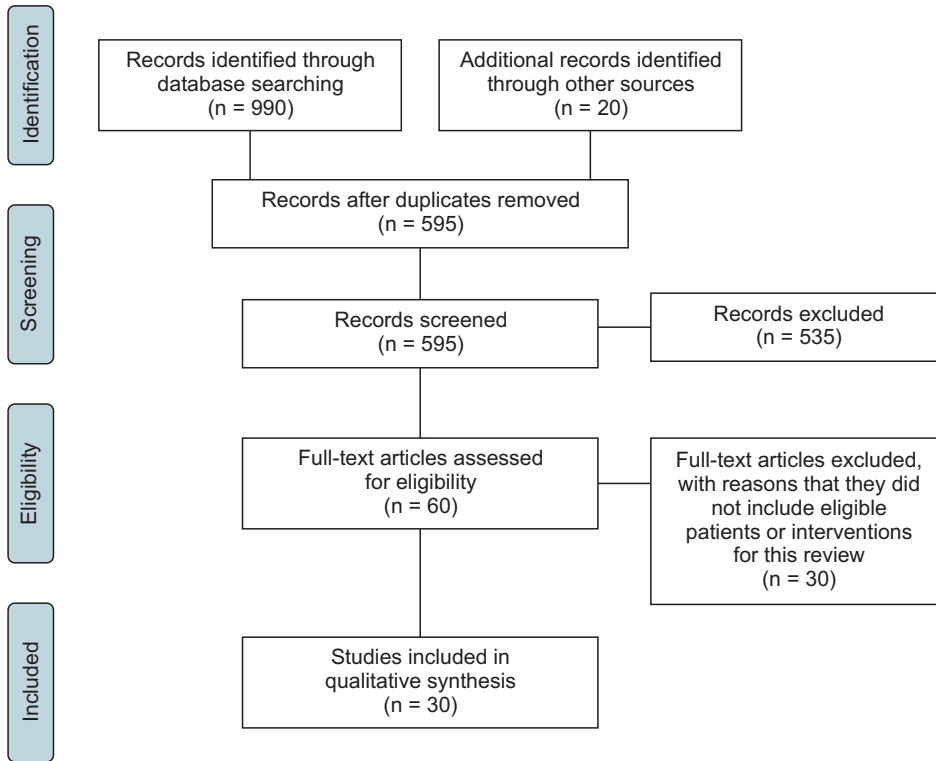 Identification
Records identified through
database searching
(n = 990)
Additional records identified
through other sources
(n = 20)
Records after duplicates removed
(n = 595)
Screening
Records screened
(n = 595)
Records excluded
(n = 535)
Eligibility
Full-text articles assessed
for eligibility
(n = 60)
Full-text articles excluded,
with reasons that they did
not include eligible
patients or interventions
for this review
(n = 30)
Included
Studies included in
qualitative synthesis
(n = 30)